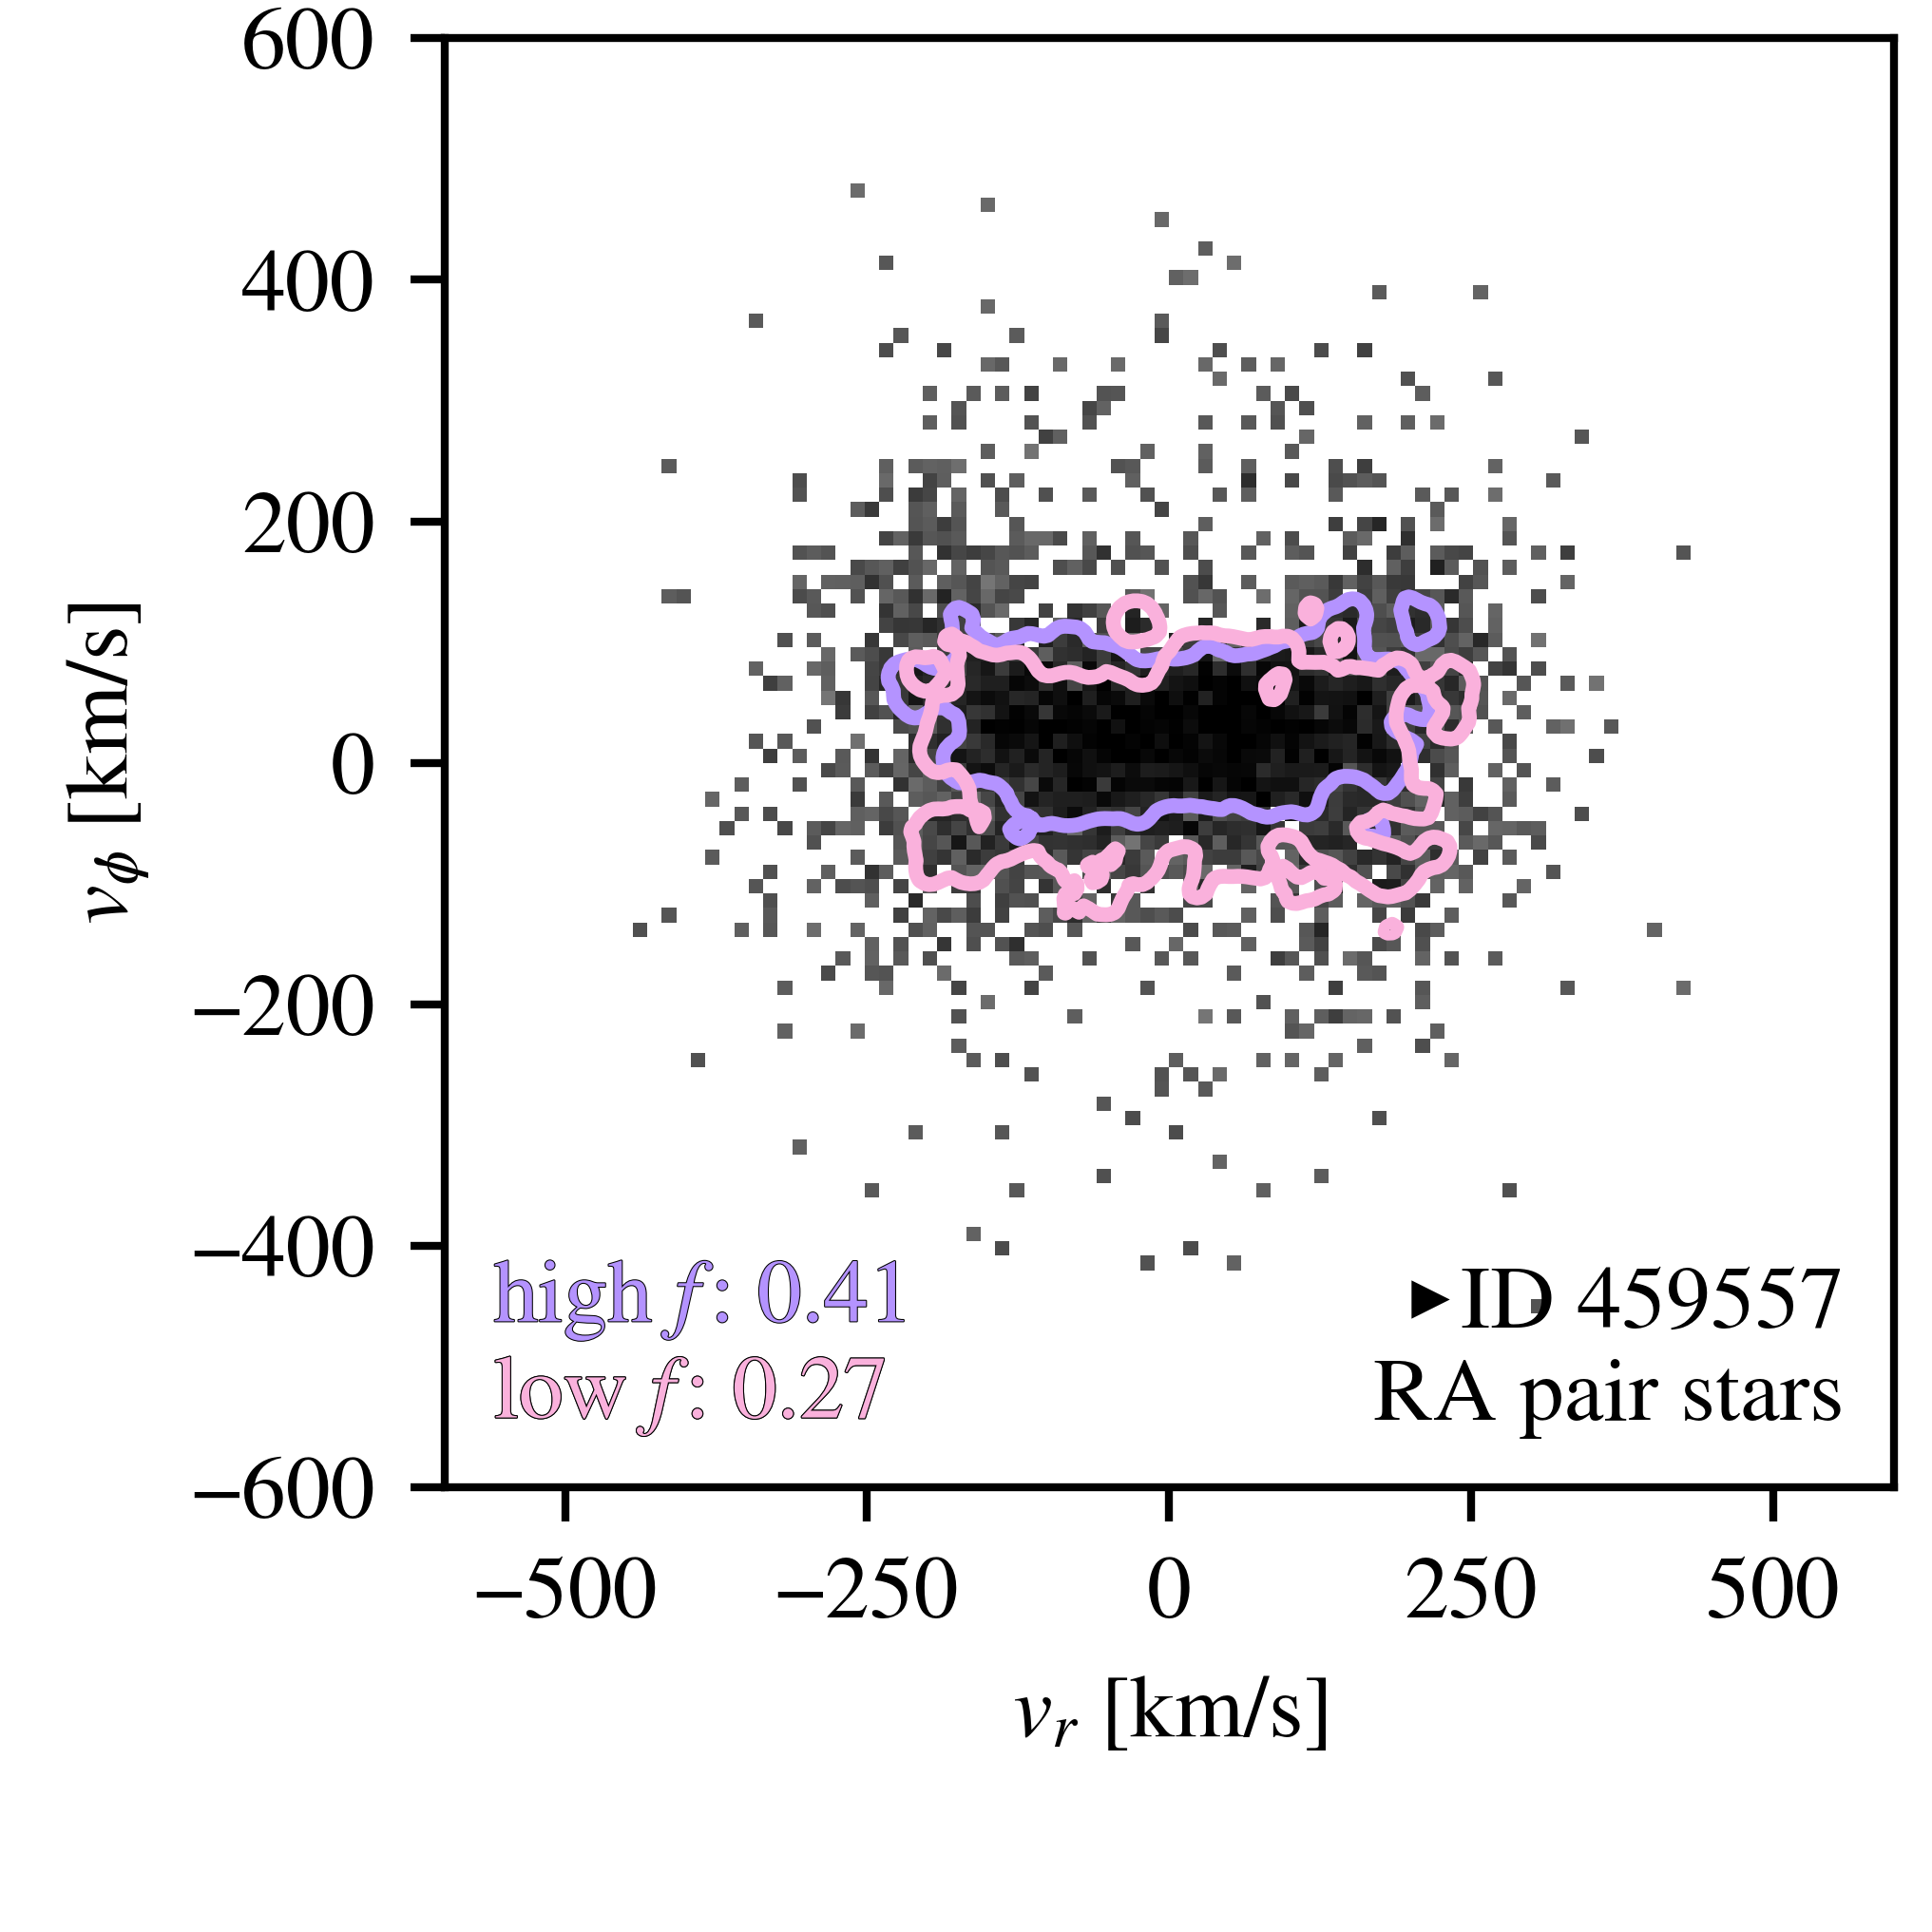 600
400
200
0
−200
−400
−600
v_ϕ [km/s]
high f: 0.41
low f: 0.27
▸ID 459557
RA pair stars
−500 −250 0 250 500
v_r [km/s]